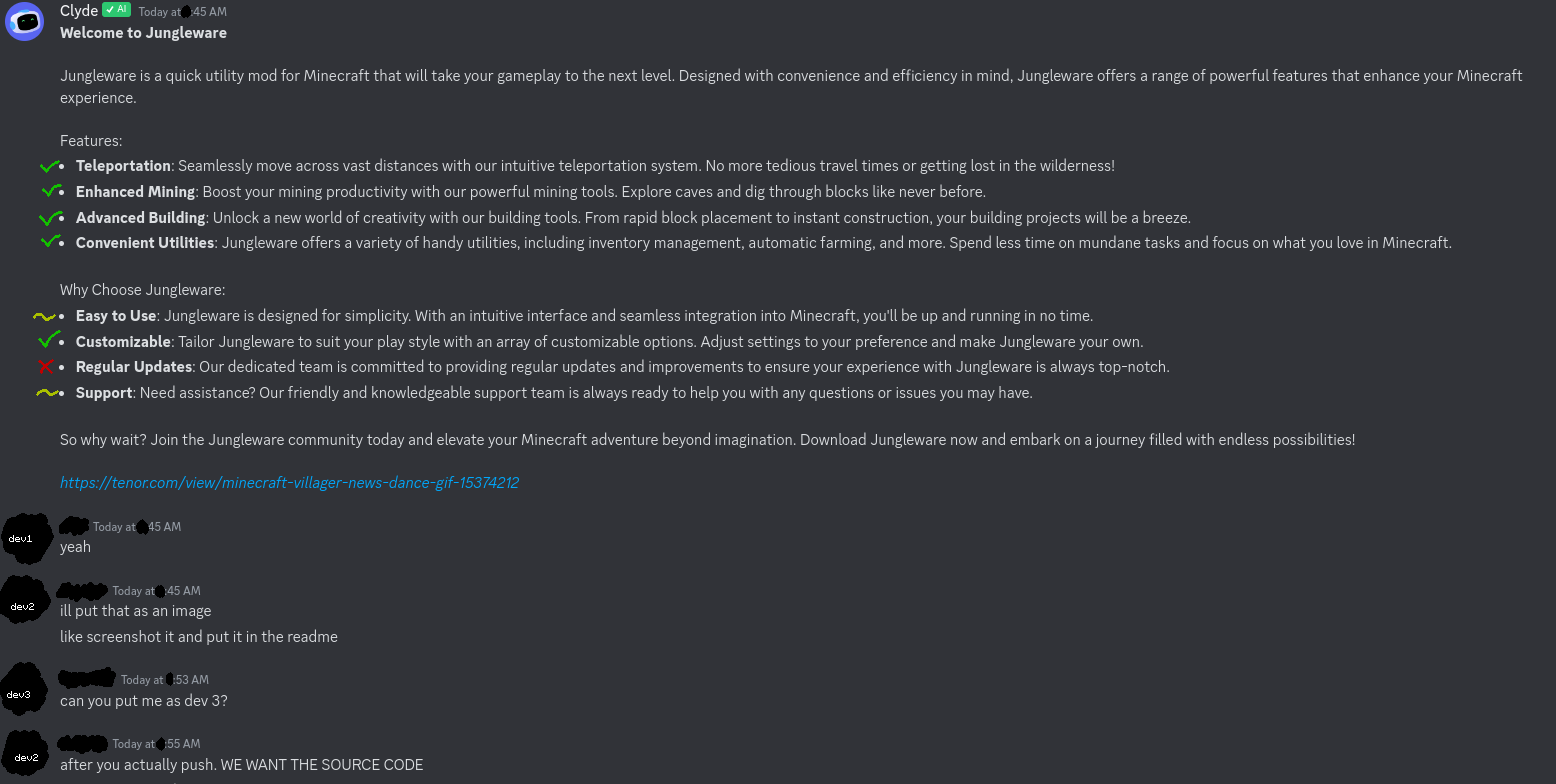 Clyde ✓ AI Today at :45 AM
Welcome to Jungleware
Jungleware is a quick utility mod for Minecraft that will take your gameplay to the next level. Designed with convenience and efficiency in mind, Jungleware offers a range of powerful features that enhance your Minecraft
experience.
Features:
• Teleportation: Seamlessly move across vast distances with our intuitive teleportation system. No more tedious travel times or getting lost in the wilderness!
• Enhanced Mining: Boost your mining productivity with our powerful mining tools. Explore caves and dig through blocks like never before.
• Advanced Building: Unlock a new world of creativity with our building tools. From rapid block placement to instant construction, your building projects will be a breeze.
• Convenient Utilities: Jungleware offers a variety of handy utilities, including inventory management, automatic farming, and more. Spend less time on mundane tasks and focus on what you love in Minecraft.
Why Choose Jungleware:
• Easy to Use: Jungleware is designed for simplicity. With an intuitive interface and seamless integration into Minecraft, you'll be up and running in no time.
• Customizable: Tailor Jungleware to suit your play style with an array of customizable options. Adjust settings to your preference and make Jungleware your own.
• Regular Updates: Our dedicated team is committed to providing regular updates and improvements to ensure your experience with Jungleware is always top-notch.
• Support: Need assistance? Our friendly and knowledgeable support team is always ready to help you with any questions or issues you may have.
So why wait? Join the Jungleware community today and elevate your Minecraft adventure beyond imagination. Download Jungleware now and embark on a journey filled with endless possibilities!
https://tenor.com/view/minecraft-villager-news-dance-gif-15374212
Today at :45 AM
dev1
yeah
Today at :45 AM
dev2
ill put that as an image
like screenshot it and put it in the readme
Today at :53 AM
dev3
can you put me as dev 3?
Today at :55 AM
dev2
after you actually push. WE WANT THE SOURCE CODE